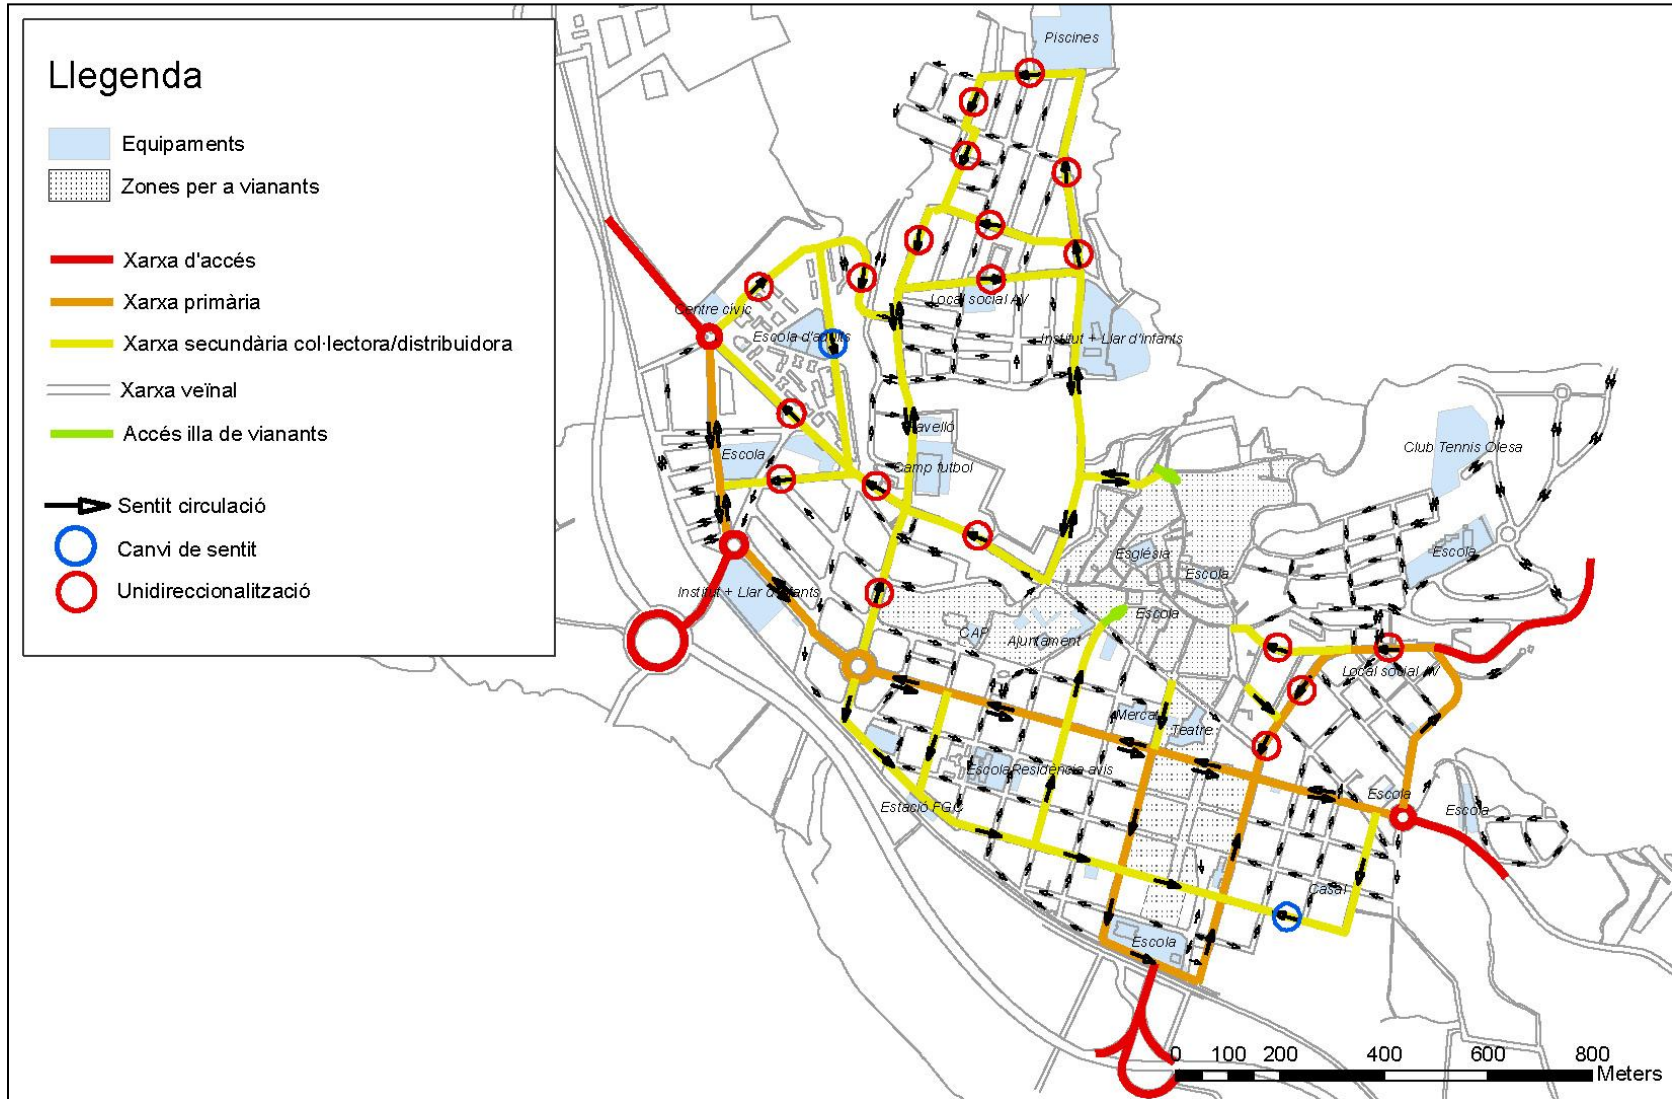 Llegenda
Equipaments
Zones per a vianants
Xarxa d'accés
Xarxa primària
Xarxa secundària col·lectora/distribuidora
Xarxa veïnal
Accés illa de vianants
Sentit circulació
Canvi de sentit
Unidireccionalització
Piscines
Centre cívic
Local social AV
Escola d'adults
Institut + Llar d'infants
Pavelló
Club Tennis Olesa
Escola
Camp futbol
Església
Escola
Escola
Institut + Llar d'infants
Escola
CAP
Ajuntament
Local social AV
Mercat
Teatre
Escola
Residència avis
Estació FGC
Escola
Escola
Casal
Escola
0 100 200 400 600 800
Meters